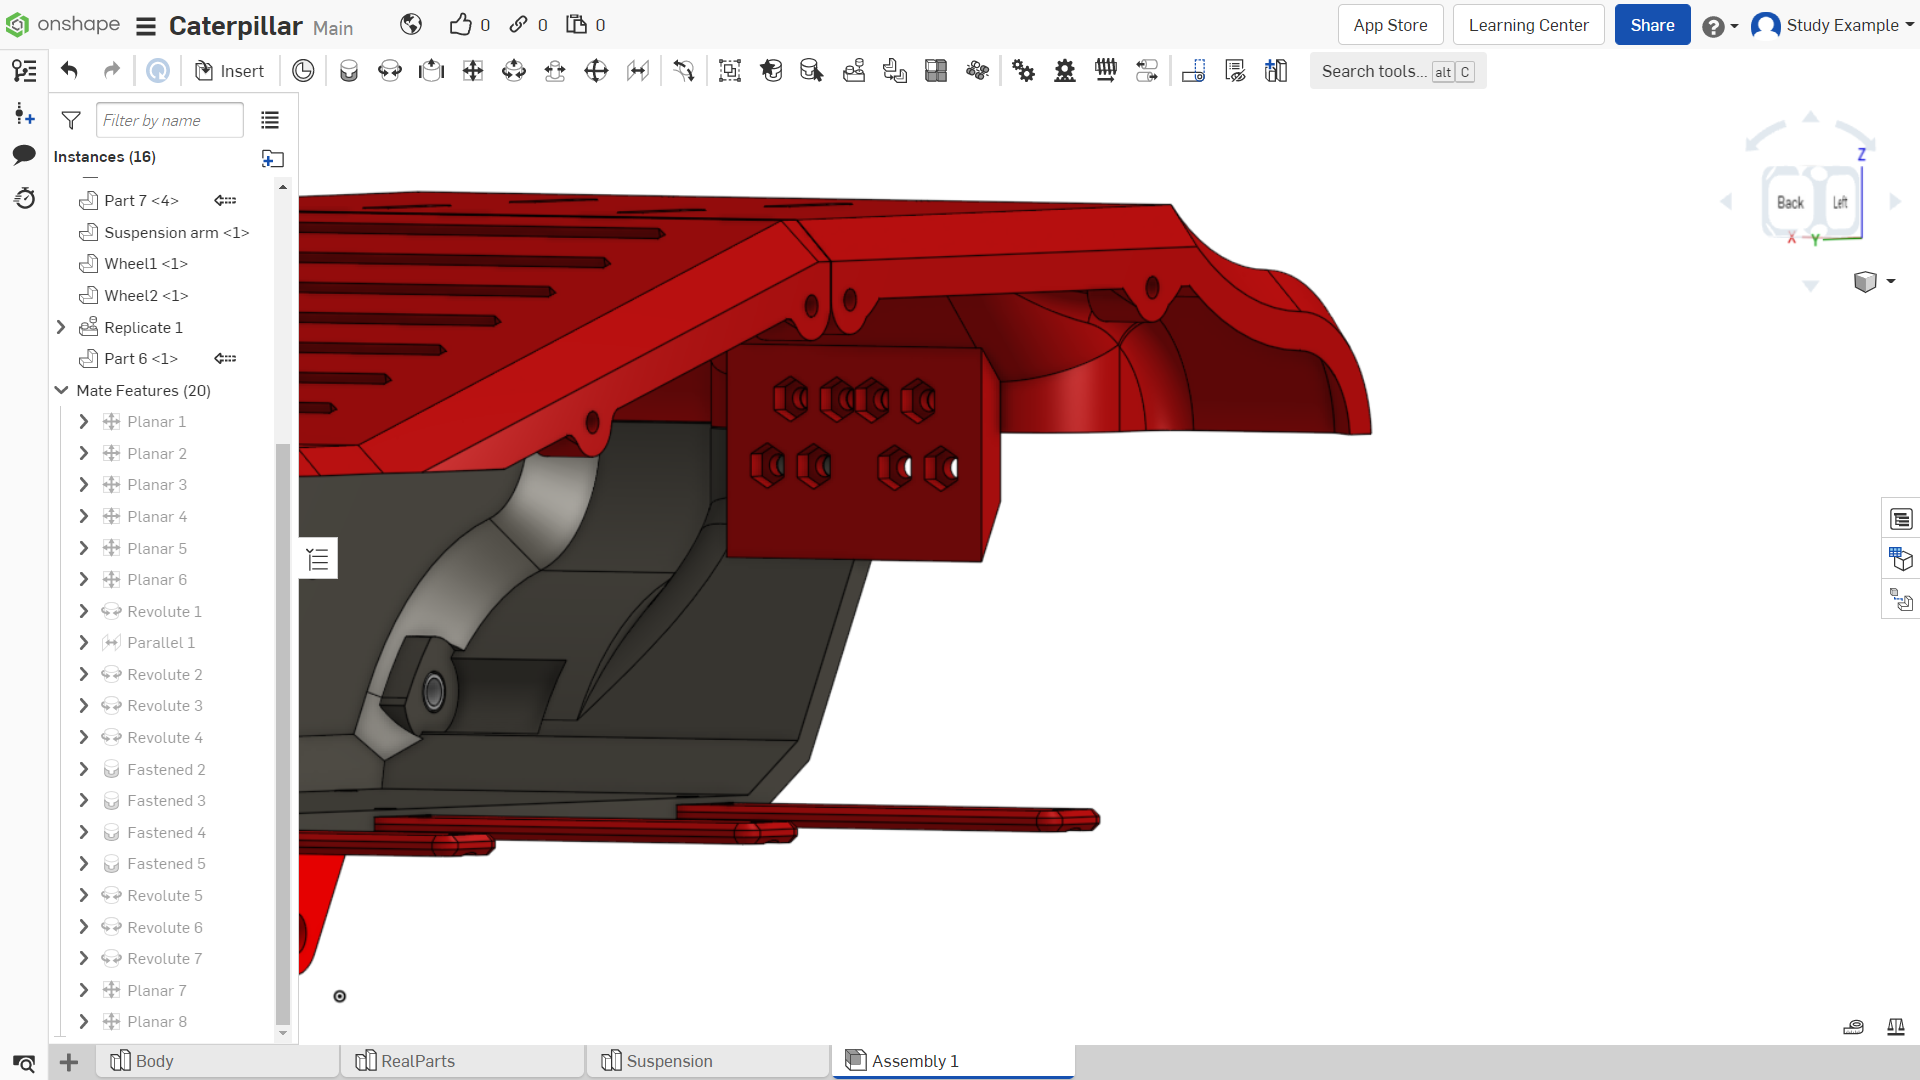 onshape Caterpillar Main 0 0 0 App Store Learning Center Share Study Example
Insert Search tools... alt C
Filter by name
Instances (16)
Part 7 <4>
Suspension arm <1>
Wheel1 <1>
Wheel2 <1>
Replicate 1
Part 6 <1>
Mate Features (20)
Planar 1
Planar 2
Planar 3
Planar 4
Planar 5
Planar 6
Revolute 1
Parallel 1
Revolute 2
Revolute 3
Revolute 4
Fastened 2
Fastened 3
Fastened 4
Fastened 5
Revolute 5
Revolute 6
Revolute 7
Planar 7
Planar 8
Z
Back Left
X Y
Body RealParts Suspension Assembly 1